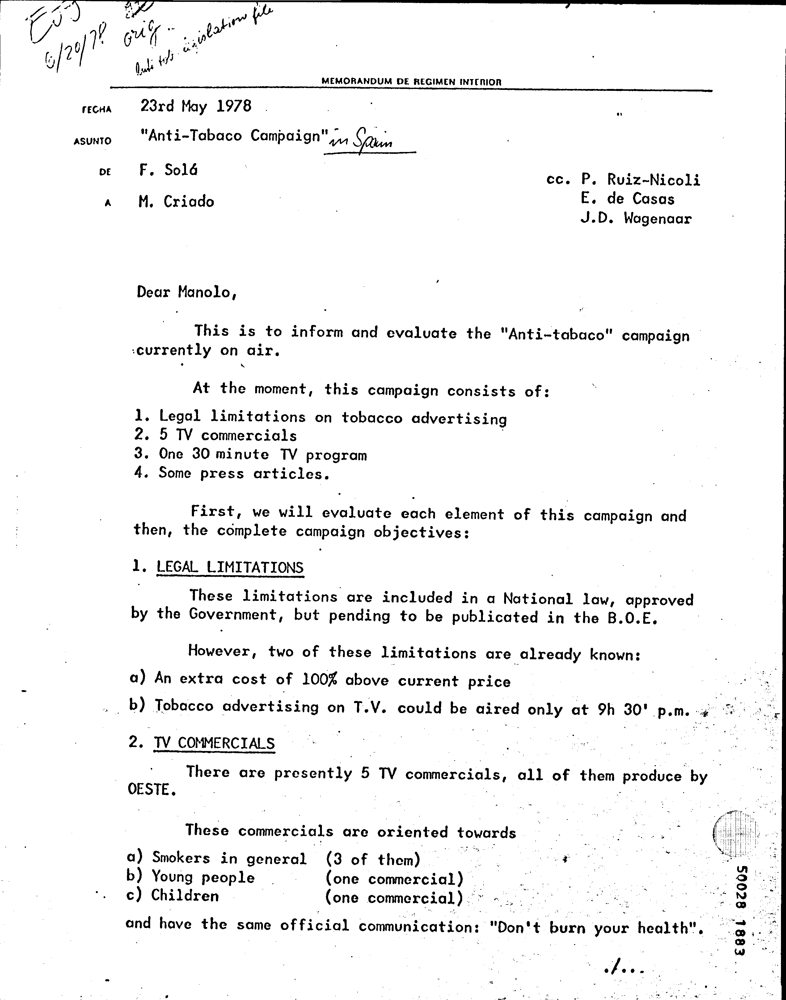 6/20/78
orig..
legislation file
MEMORANDUM DE REGIMEN INTERIOR
FECHA 23rd May 1978
ASUNTO "Anti-Tabaco Campaign" in Spain
DE F. Solá
A M. Criado
cc. P. Ruiz-Nicoli
E. de Casas
J.D. Wagenaar
Dear Manolo,
This is to inform and evaluate the "Anti-tabaco" campaign
currently on air.
At the moment, this campaign consists of:
1. Legal limitations on tobacco advertising
2. 5 TV commercials
3. One 30 minute TV program
4. Some press articles.
First, we will evaluate each element of this campaign and
then, the complete campaign objectives:
1. LEGAL LIMITATIONS
These limitations are included in a National law, approved
by the Government, but pending to be publicated in the B.O.E.
However, two of these limitations are already known:
a) An extra cost of 100% above current price
b) Tobacco advertising on T.V. could be aired only at 9h 30' p.m.
2. TV COMMERCIALS
There are presently 5 TV commercials, all of them produce by
OESTE.
These commercials are oriented towards
a) Smokers in general (3 of them)
b) Young people (one commercial)
c) Children (one commercial)
and have the same official communication: "Don't burn your health".
./...
50028 1883